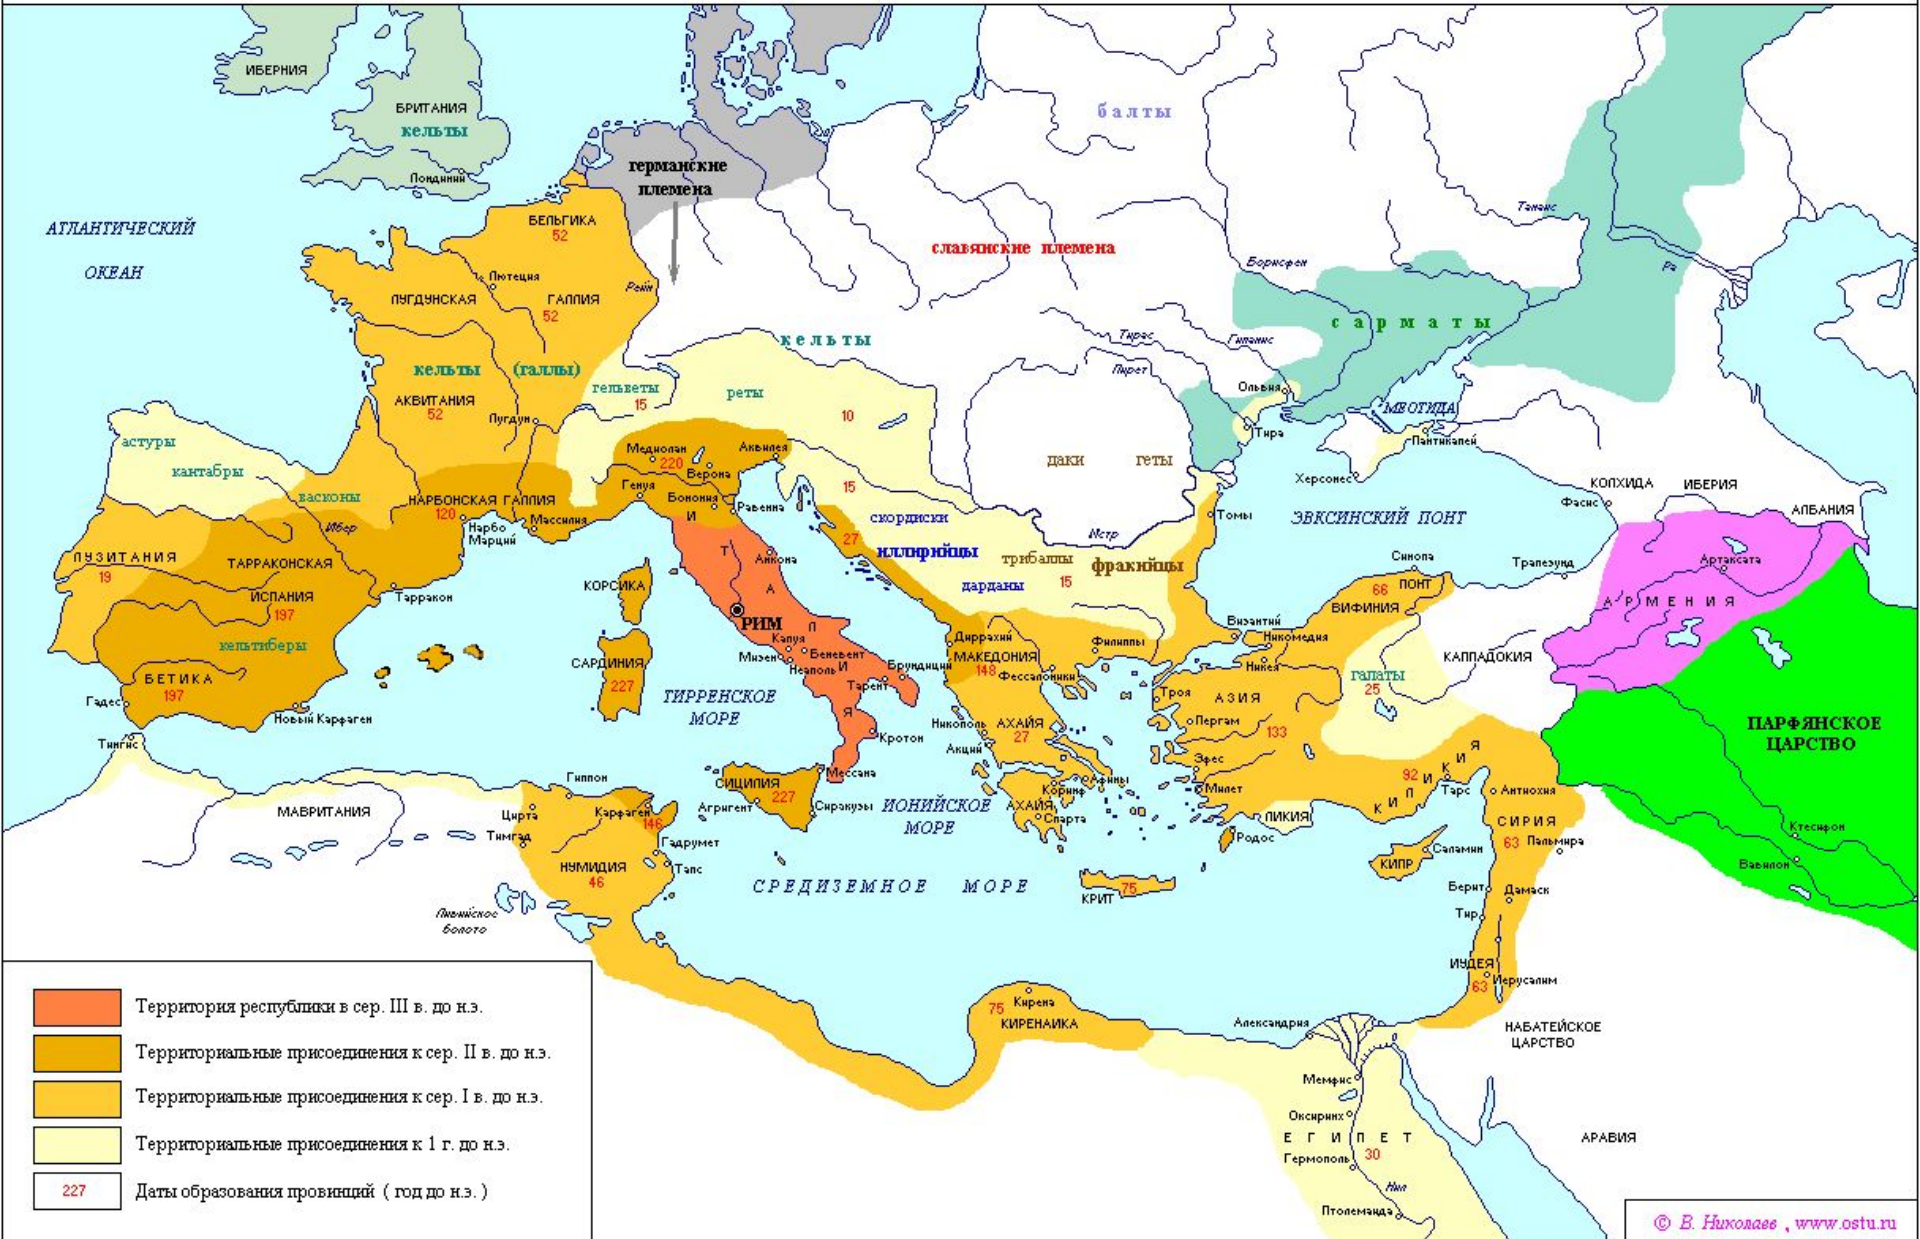 ИБЕРНИЯ
БРИТАНИЯ
кельты
Лондиний
балты
германские
племена
АТЛАНТИЧЕСКИЙ
ОКЕАН
БЕЛЬГИКА
52
славянские племена
Танаис
Борисфен
Ра
Лютеция
Рейн
ЛУГДУНСКАЯ
ГАЛЛИЯ
52
сарматы
Тирас
Гипанис
кельты
Пирет
кельты (галлы)
гельветы
15
реты
10
Ольвия
АКВИТАНИЯ
52
Лугдун
МЕОТИДА
Тира
Пантикапей
астуры
кантабры
Медиолан
220
Аквилея
Верона
даки
геты
Херсонес
КОЛХИДА
ИБЕРИЯ
Фасис
АЛБАНИЯ
васконы
НАРБОНСКАЯ ГАЛЛИЯ
120
Генуя
Бонония
Равенна
15
Томы
ЭВКСИНСКИЙ ПОНТ
Ибер
Нарбо
Марций
Массилия
скордиски
27
иллирийцы
Истр
трибаллы
фракийцы
15
дарданы
ЛУЗИТАНИЯ
19
ТАРРАКОНСКАЯ
ИСПАНИЯ
197
Тарракон
КОРСИКА
ИТАЛИЯ
Анкона
РИМ
Синопа
Трапезунд
Артаксата
АРМЕНИЯ
66
ПОНТ
ВИФИНИЯ
кельтиберы
БЕТИКА
197
Гадес
Новый Карфаген
САРДИНИЯ
227
ТИРРЕНСКОЕ
МОРЕ
Капуя
Мизен
Беневент
Неаполь
Брундиций
Тарент
Кротон
Диррахий
МАКЕДОНИЯ
148
Фессалоники
Филиппы
Византий
Никомедия
Никея
галаты
25
КАППАДОКИЯ
Троя
АЗИЯ
Пергам
133
Никополь
АХАЙЯ
27
Акций
ПАРФЯНСКОЕ
ЦАРСТВО
Тингис
МАВРИТАНИЯ
Гиппон
Цирта
Тимгад
Карфаген
146
Гадрумет
Тапс
НУМИДИЯ
46
СИЦИЛИЯ
227
Мессана
Агригент
Сиракузы
ИОНИЙСКОЕ
МОРЕ
Афины
Коринф
АХАЙЯ
Спарта
Эфес
Милет
ЛИКИЯ
Родос
92
КИЛИКИЯ
Тарс
Антиохия
СИРИЯ
63
Пальмира
Ктесифон
Вавилон
КИПР
Саламин
Берит
Дамаск
Тир
ИУДЕЯ
63
Иерусалим
СРЕДИЗЕМНОЕ МОРЕ
КРИТ
75
Ливийское
болото
75
Кирена
КИРЕНАИКА
Александрия
НАБАТЕЙСКОЕ
ЦАРСТВО
Мемфис
Оксиринх
ЕГИПЕТ
30
Гермополь
Нил
Птолемаида
АРАВИЯ
Территория республики в сер. III в. до н.э.
Территориальные присоединения к сер. II в. до н.э.
Территориальные присоединения к сер. I в. до н.э.
Территориальные присоединения к 1 г. до н.э.
227
Даты образования провинций ( год до н.э. )
© В. Николаев , www.ostu.ru